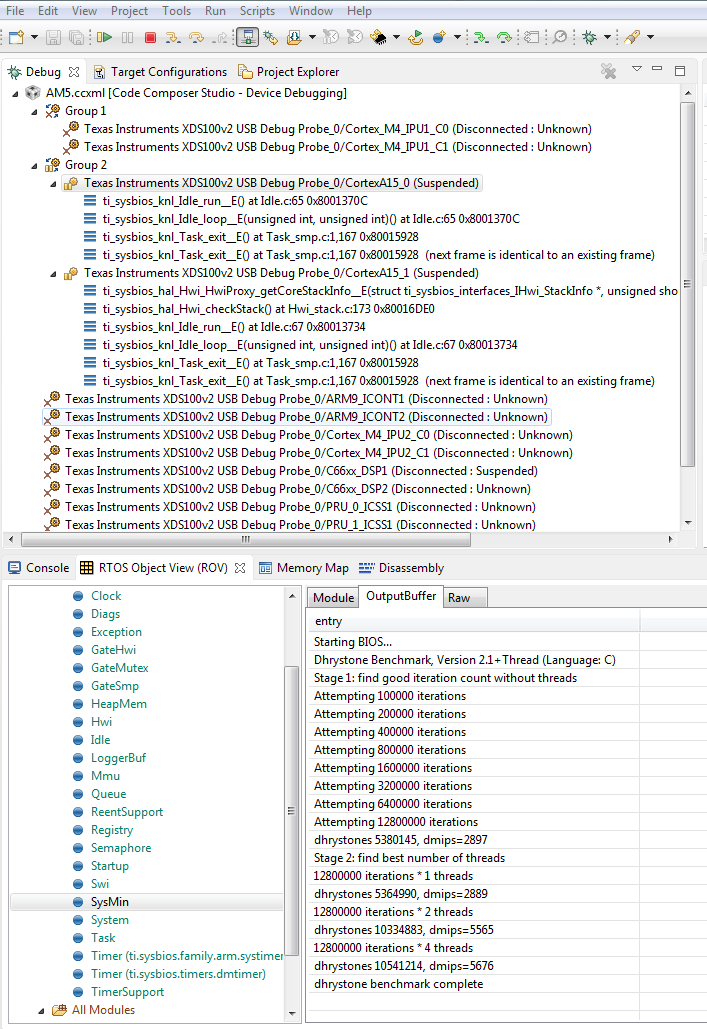 File Edit View Project Tools Run Scripts Window Help
Debug Target Configurations Project Explorer
AM5.ccxml [Code Composer Studio - Device Debugging]
Group 1
Texas Instruments XDS100v2 USB Debug Probe_0/Cortex_M4_IPU1_C0 (Disconnected : Unknown)
Texas Instruments XDS100v2 USB Debug Probe_0/Cortex_M4_IPU1_C1 (Disconnected : Unknown)
Group 2
Texas Instruments XDS100v2 USB Debug Probe_0/CortexA15_0 (Suspended)
ti_sysbios_knl_Idle_run__E() at Idle.c:65 0x8001370C
ti_sysbios_knl_Idle_loop__E(unsigned int, unsigned int)() at Idle.c:65 0x8001370C
ti_sysbios_knl_Task_exit__E() at Task_smp.c:1,167 0x80015928
ti_sysbios_knl_Task_exit__E() at Task_smp.c:1,167 0x80015928 (next frame is identical to an existing frame)
Texas Instruments XDS100v2 USB Debug Probe_0/CortexA15_1 (Suspended)
ti_sysbios_hal_Hwi_HwiProxy_getCoreStackInfo__E(struct ti_sysbios_interfaces_IHwi_StackInfo *, unsigned sho
ti_sysbios_hal_Hwi_checkStack() at Hwi_stack.c:173 0x80016DE0
ti_sysbios_knl_Idle_run__E() at Idle.c:67 0x80013734
ti_sysbios_knl_Idle_loop__E(unsigned int, unsigned int)() at Idle.c:67 0x80013734
ti_sysbios_knl_Task_exit__E() at Task_smp.c:1,167 0x80015928
ti_sysbios_knl_Task_exit__E() at Task_smp.c:1,167 0x80015928 (next frame is identical to an existing frame)
Texas Instruments XDS100v2 USB Debug Probe_0/ARM9_ICONT1 (Disconnected : Unknown)
Texas Instruments XDS100v2 USB Debug Probe_0/ARM9_ICONT2 (Disconnected : Unknown)
Texas Instruments XDS100v2 USB Debug Probe_0/Cortex_M4_IPU2_C0 (Disconnected : Unknown)
Texas Instruments XDS100v2 USB Debug Probe_0/Cortex_M4_IPU2_C1 (Disconnected : Unknown)
Texas Instruments XDS100v2 USB Debug Probe_0/C66xx_DSP1 (Disconnected : Suspended)
Texas Instruments XDS100v2 USB Debug Probe_0/C66xx_DSP2 (Disconnected : Unknown)
Texas Instruments XDS100v2 USB Debug Probe_0/PRU_0_ICSS1 (Disconnected : Unknown)
Texas Instruments XDS100v2 USB Debug Probe_0/PRU_1_ICSS1 (Disconnected : Unknown)
Console RTOS Object View (ROV) Memory Map Disassembly
Clock
Diags
Exception
GateHwi
GateMutex
GateSmp
HeapMem
Hwi
Idle
LoggerBuf
Mmu
Queue
ReentSupport
Registry
Semaphore
Startup
Swi
SysMin
System
Task
Timer (ti.sysbios.family.arm.systimer
Timer (ti.sysbios.timers.dmtimer)
TimerSupport
All Modules
Module OutputBuffer Raw
entry
Starting BIOS...
Dhrystone Benchmark, Version 2.1+Thread (Language: C)
Stage 1: find good iteration count without threads
Attempting 100000 iterations
Attempting 200000 iterations
Attempting 400000 iterations
Attempting 800000 iterations
Attempting 1600000 iterations
Attempting 3200000 iterations
Attempting 6400000 iterations
Attempting 12800000 iterations
dhrystones 5380145, dmips=2897
Stage 2: find best number of threads
12800000 iterations * 1 threads
dhrystones 5364990, dmips=2889
12800000 iterations * 2 threads
dhrystones 10334883, dmips=5565
12800000 iterations * 4 threads
dhrystones 10541214, dmips=5676
dhrystone benchmark complete